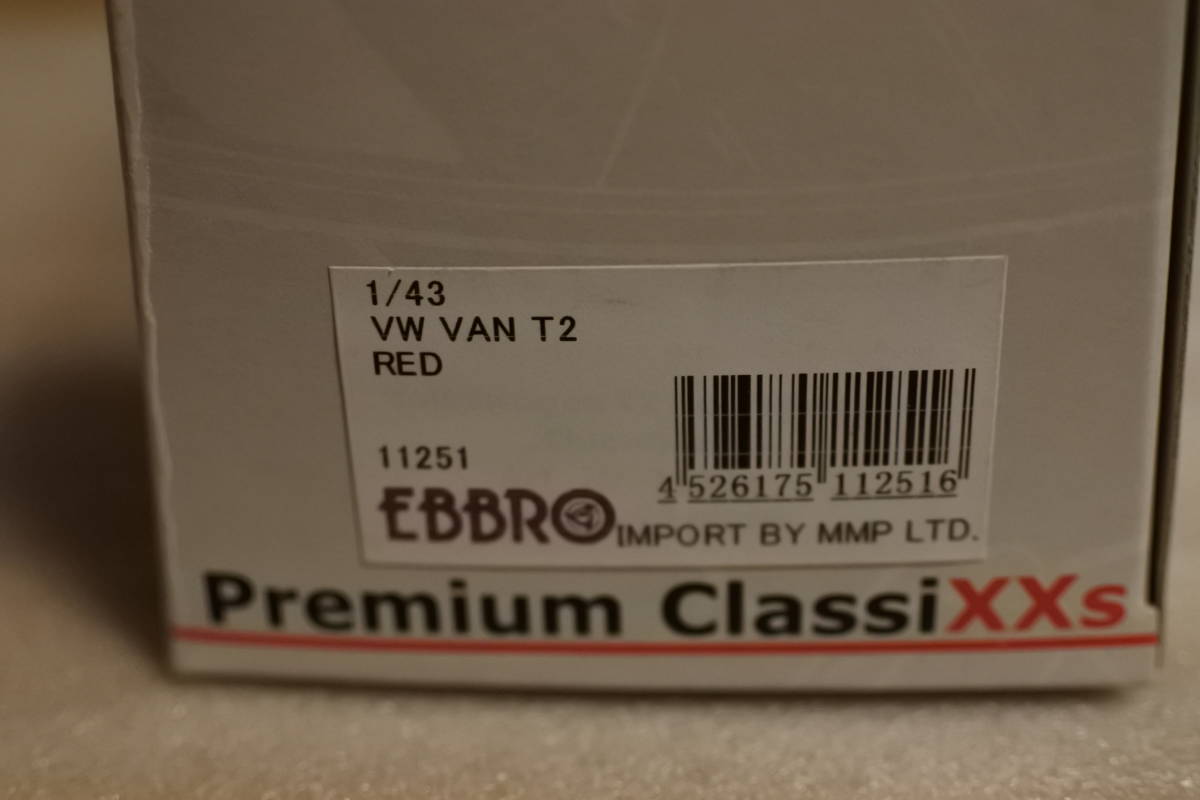 1/43
VW VAN T2
RED
11251
4 526175 112516
EBBRO
IMPORT BY MMP LTD.
Premium ClassiXXs